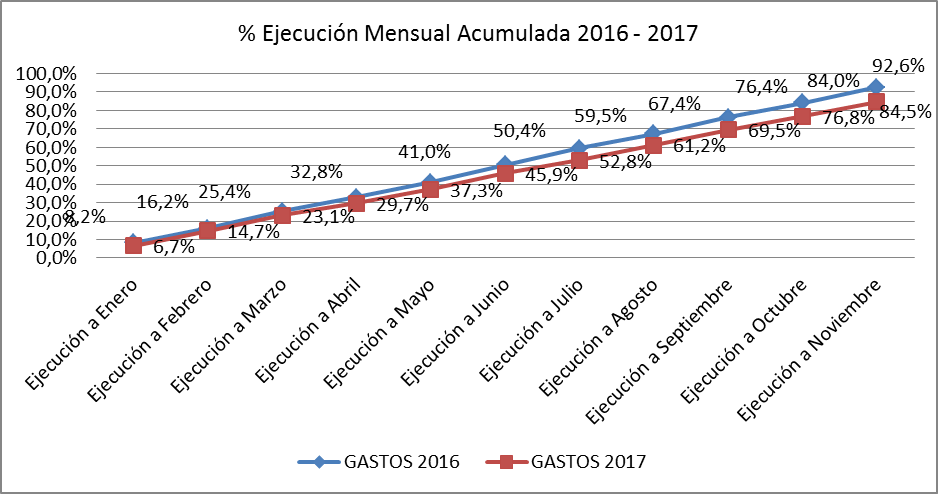 % Ejecución Mensual Acumulada 2016 - 2017
100,0%
90,0%
80,0%
70,0%
60,0%
50,0%
40,0%
30,0%
20,0%
10,0%
0,0%
8,2%
16,2%
25,4%
32,8%
41,0%
50,4%
59,5%
67,4%
76,4%
84,0%
92,6%
6,7%
14,7%
23,1%
29,7%
37,3%
45,9%
52,8%
61,2%
69,5%
76,8%
84,5%
Ejecución a Enero
Ejecución a Febrero
Ejecución a Marzo
Ejecución a Abril
Ejecución a Mayo
Ejecución a Junio
Ejecución a Julio
Ejecución a Agosto
Ejecución a Septiembre
Ejecución a Octubre
Ejecución a Noviembre
GASTOS 2016
GASTOS 2017